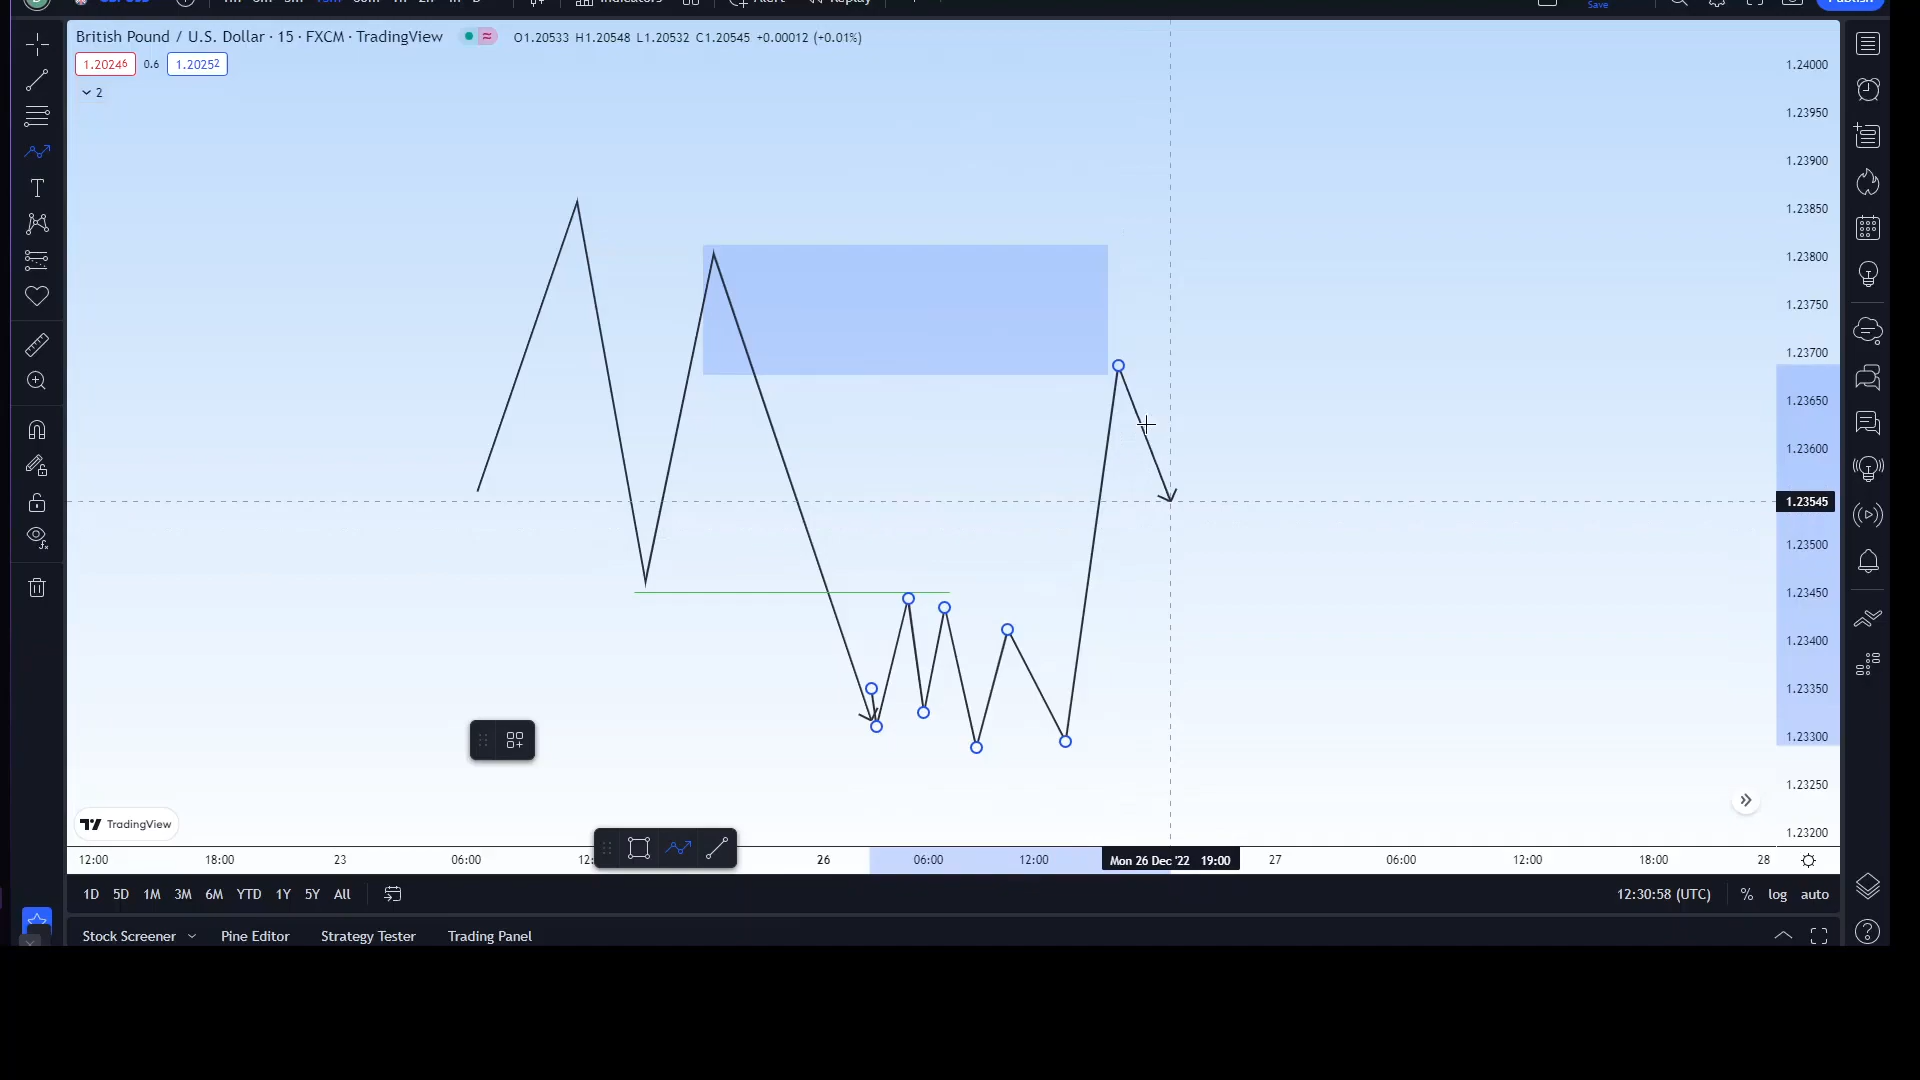 British Pound / U.S. Dollar · 15 · FXCM · TradingView
O1.20533 H1.20548 L1.20532 C1.20545 +0.00012 (+0.01%)
1.20246 0.6 1.20252
2
Save
1.24000
1.23950
1.23900
1.23850
1.23800
1.23750
1.23700
1.23650
1.23600
1.23545
1.23500
1.23450
1.23400
1.23350
1.23300
1.23250
1.23200
TradingView
12:00 18:00 23 06:00 26 06:00 12:00 Mon 26 Dec '22 19:00 27 06:00 12:00 18:00 28
1D 5D 1M 3M 6M YTD 1Y 5Y All 12:30:58 (UTC) % log auto
Stock Screener Pine Editor Strategy Tester Trading Panel